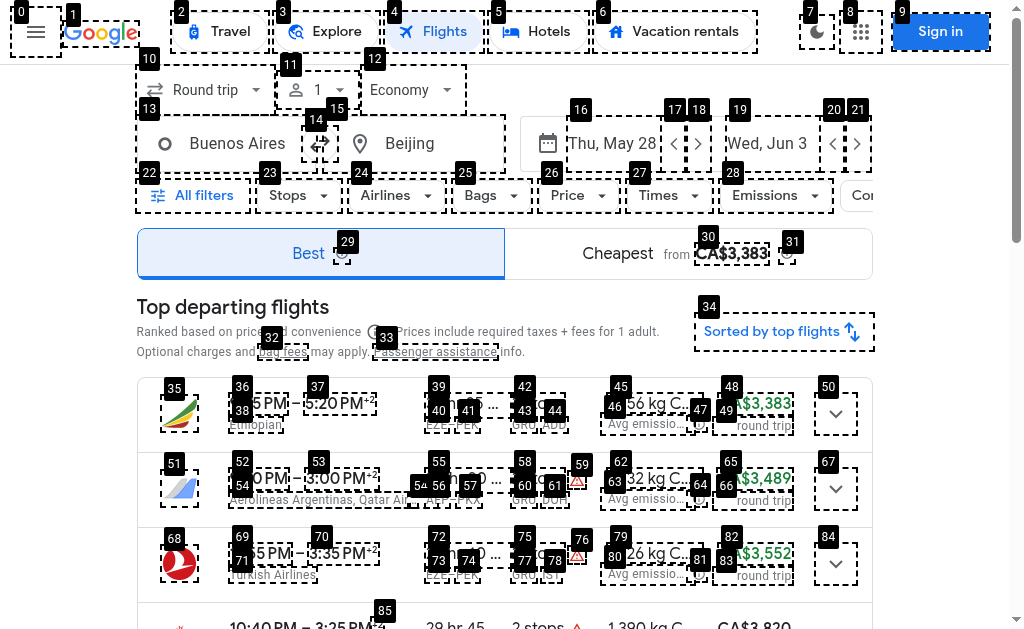 0 1 2 3 4 5 6 7 8 9
Google Travel Explore Flights Hotels Vacation rentals Sign in
10 11 12
Round trip 1 Economy
13 14 15 16 17 18 19 20 21
Buenos Aires Beijing Thu, May 28 Wed, Jun 3
22 23 24 25 26 27 28
All filters Stops Airlines Bags Price Times Emissions
29 30 31
Best Cheapest from CA$3,383
Top departing flights
34
Ranked based on price and convenience Prices include required taxes + fees for 1 adult.
Sorted by top flights
32 33
Optional charges and bag fees may apply. Passenger assistance info.
35 36 37 39 42 45 48 50
5 PM – 5:20 PM+2 56 kg C... CA$3,383
38 40 41 43 44 46 47 49
Ethiopian EZE–PEK GRU ADD Avg emissio... round trip
51 52 53 55 58 59 62 65 67
PM – 3:00 PM+2 32 kg C... CA$3,489
54 54 56 57 60 61 63 64 66
Aerolineas Argentinas, Qatar Air AEP–PKX GRU DOH Avg emissio... round trip
68 69 70 72 75 76 79 82 84
55 PM – 3:35 PM+2 26 kg C... CA$3,552
71 73 74 77 78 80 81 83
Turkish Airlines EZE–PEK GRU IST Avg emissio... round trip
85
10:40 PM – 3:25 PM+2 29 hr 45 2 stops 1,390 kg C... CA$3,820